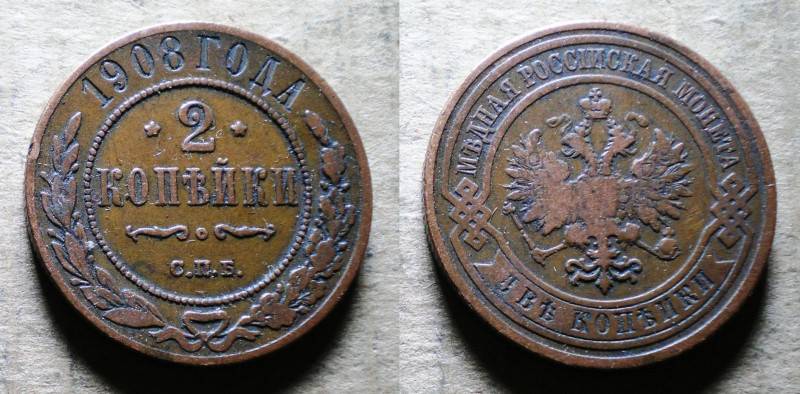 1908 ГОДА
2
КОПѢЙКИ
С.П.Б.
МѢДНАЯ РОССІЙСКАЯ МОНЕТА
ДВѢ КОПѢЙКИ